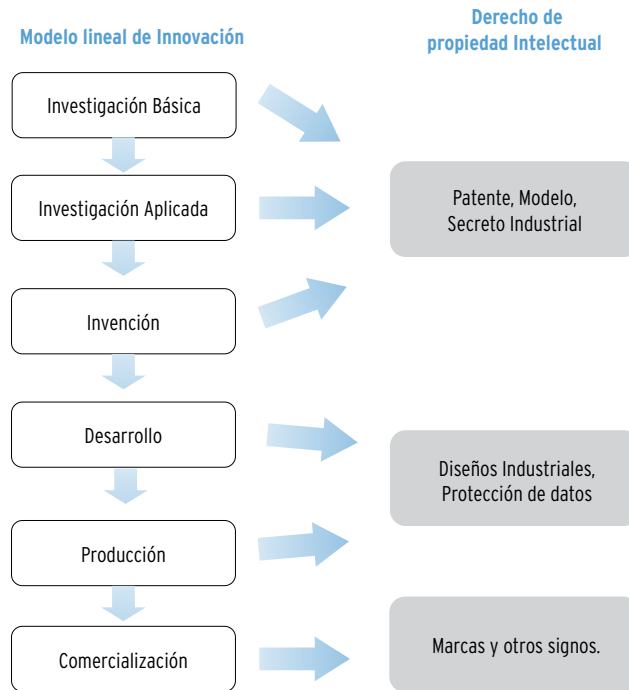 Modelo lineal de Innovación
Derecho de
propiedad Intelectual
Investigación Básica
Investigación Aplicada
Patente, Modelo,
Secreto Industrial
Invención
Desarrollo
Diseños Industriales,
Protección de datos
Producción
Comercialización
Marcas y otros signos.